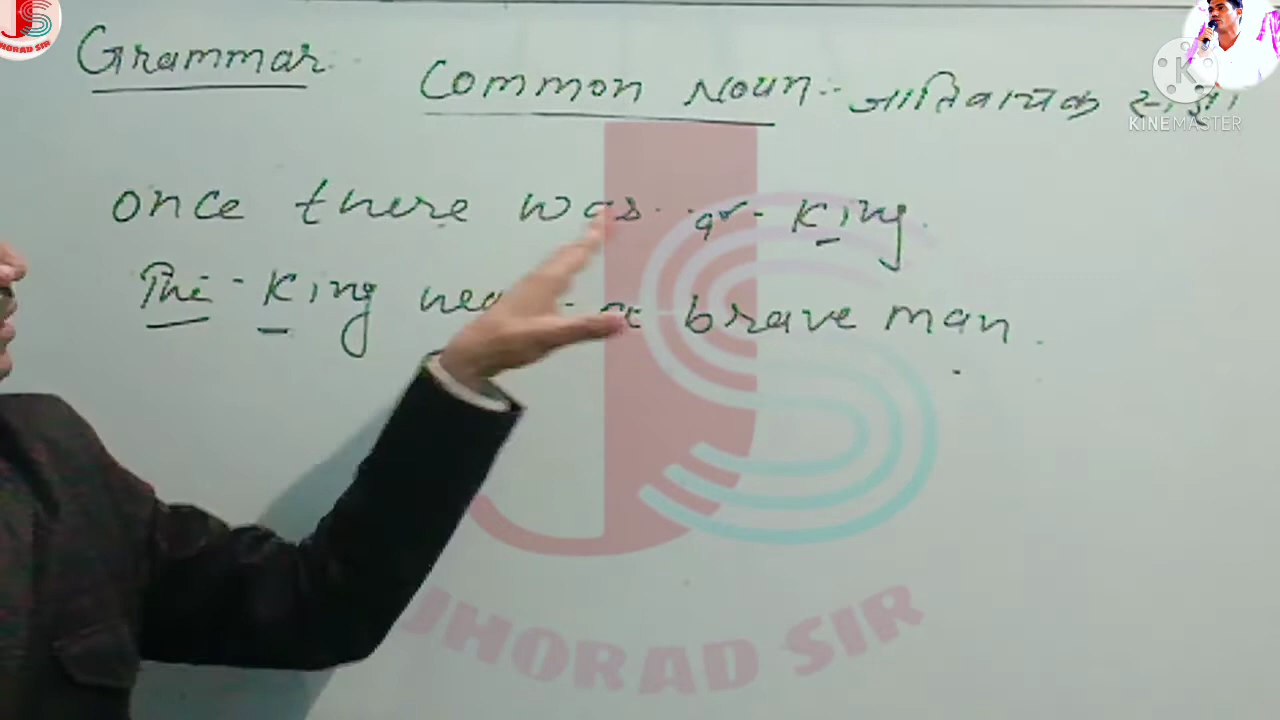 Grammar
Common Noun:- जातिवाचक संज्ञा
once there was a King.
The King a brave man.
JHORAD SIR
KINEMASTER